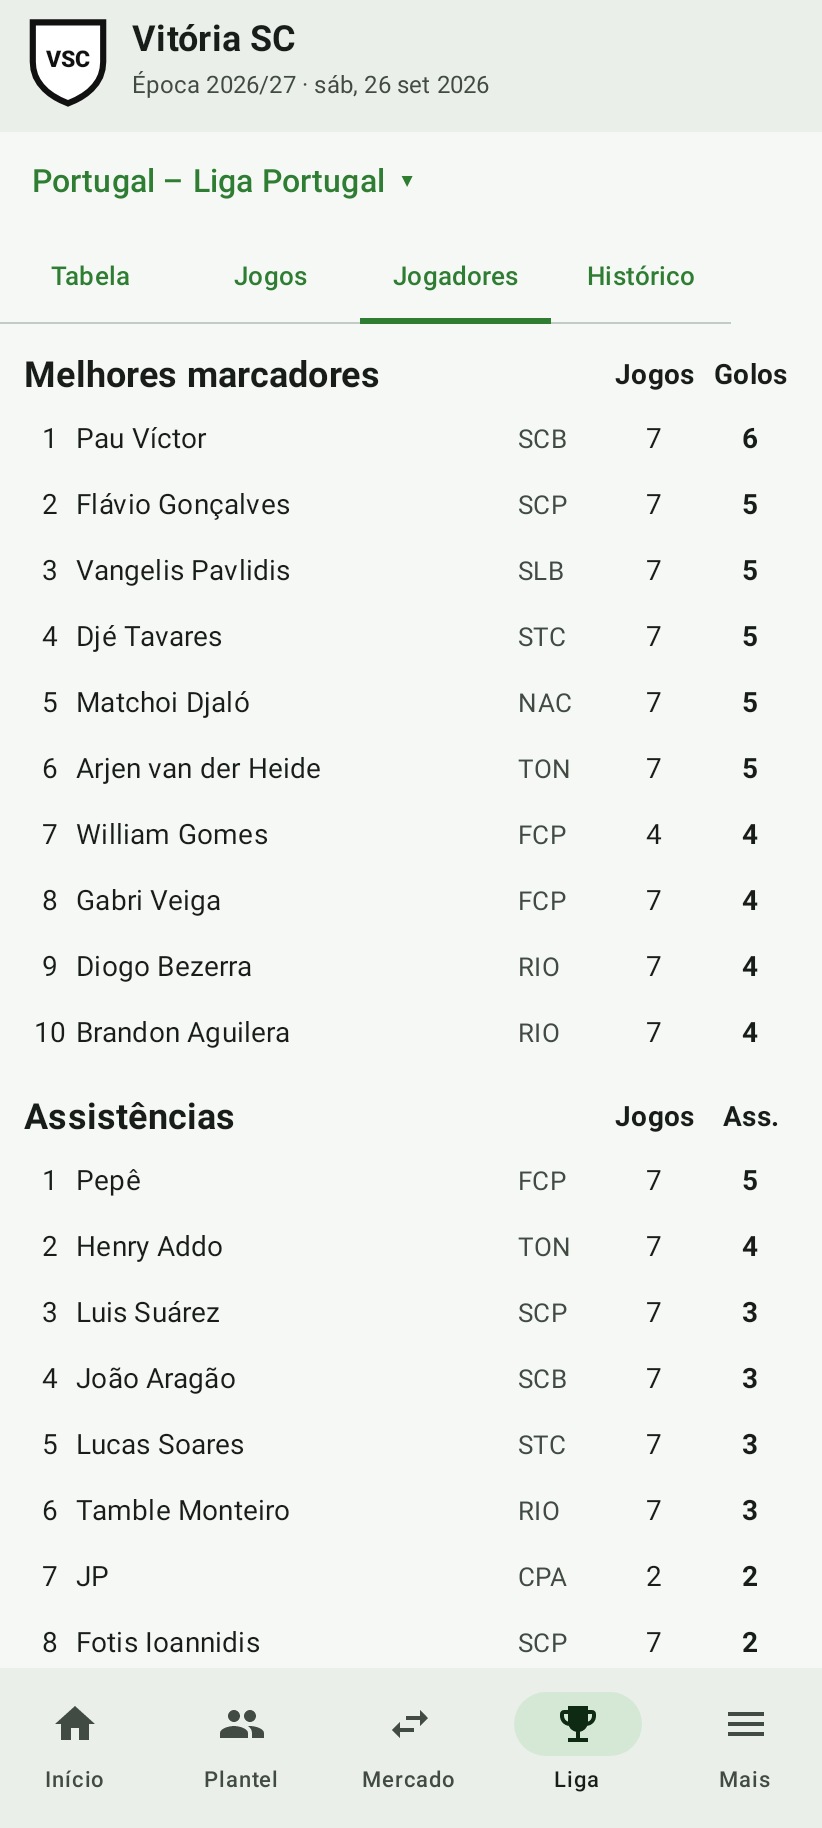 VSC
Vitória SC
Época 2026/27 · sáb, 26 set 2026
Portugal – Liga Portugal ▼
Tabela Jogos Jogadores Histórico
Melhores marcadores Jogos Golos
1 Pau Víctor SCB 7 6
2 Flávio Gonçalves SCP 7 5
3 Vangelis Pavlidis SLB 7 5
4 Djé Tavares STC 7 5
5 Matchoi Djaló NAC 7 5
6 Arjen van der Heide TON 7 5
7 William Gomes FCP 4 4
8 Gabri Veiga FCP 7 4
9 Diogo Bezerra RIO 7 4
10 Brandon Aguilera RIO 7 4
Assistências Jogos Ass.
1 Pepê FCP 7 5
2 Henry Addo TON 7 4
3 Luis Suárez SCP 7 3
4 João Aragão SCB 7 3
5 Lucas Soares STC 7 3
6 Tamble Monteiro RIO 7 3
7 JP CPA 2 2
8 Fotis Ioannidis SCP 7 2
Início Plantel Mercado Liga Mais